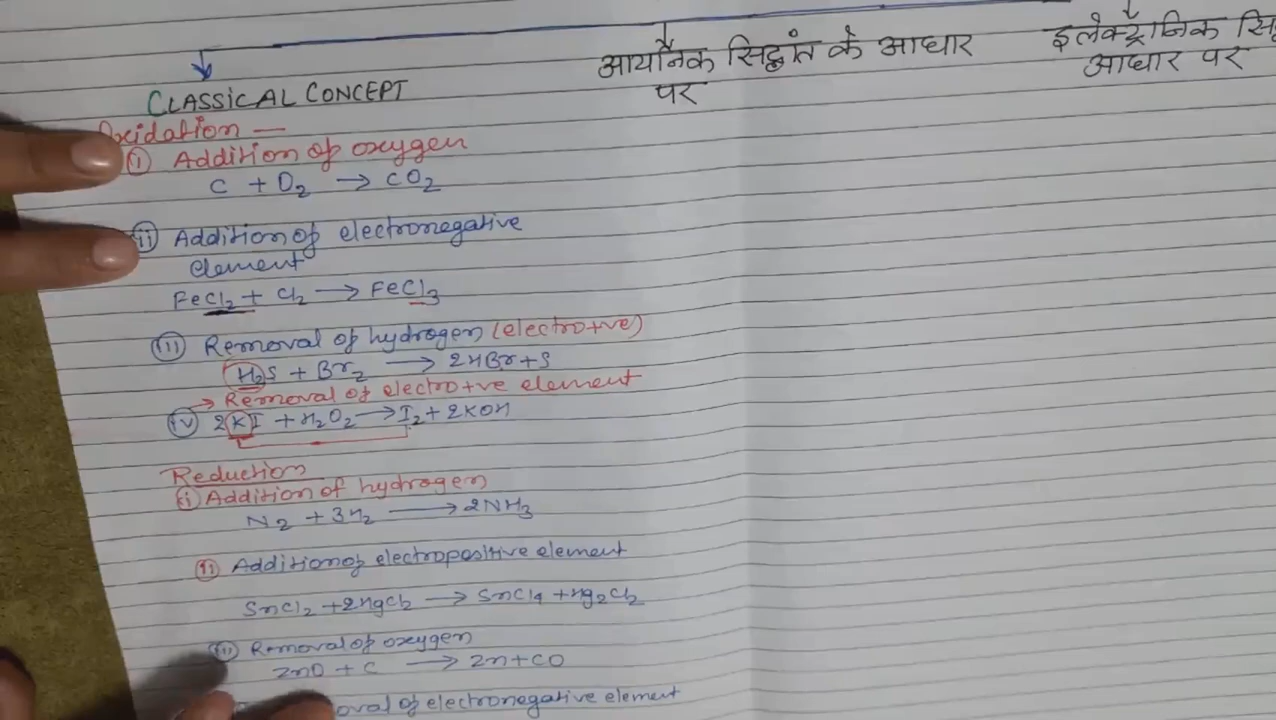 CLASSICAL CONCEPT
आयनिक सिद्धांत के आधार
पर
इलेक्ट्रॉनिक
आधार पर
Oxidation —
(i) Addition of oxygen
C + O₂ → CO₂
(ii) Addition of electronegative
element
FeCl₂ + Cl₂ → FeCl₃
(iii) Removal of hydrogen (electro+ve)
H₂S + Br₂ → 2HBr + S
→ Removal of electro+ve element
(iv) 2KI + H₂O₂ → I₂ + 2KOH
Reduction
(i) Addition of hydrogen
N₂ + 3H₂ → 2NH₃
(ii) Addition of electropositive element
SnCl₂ + 2HgCl₂ → SnCl₄ + Hg₂Cl₂
(iii) Removal of oxygen
ZnO + C → Zn + CO
of electronegative element